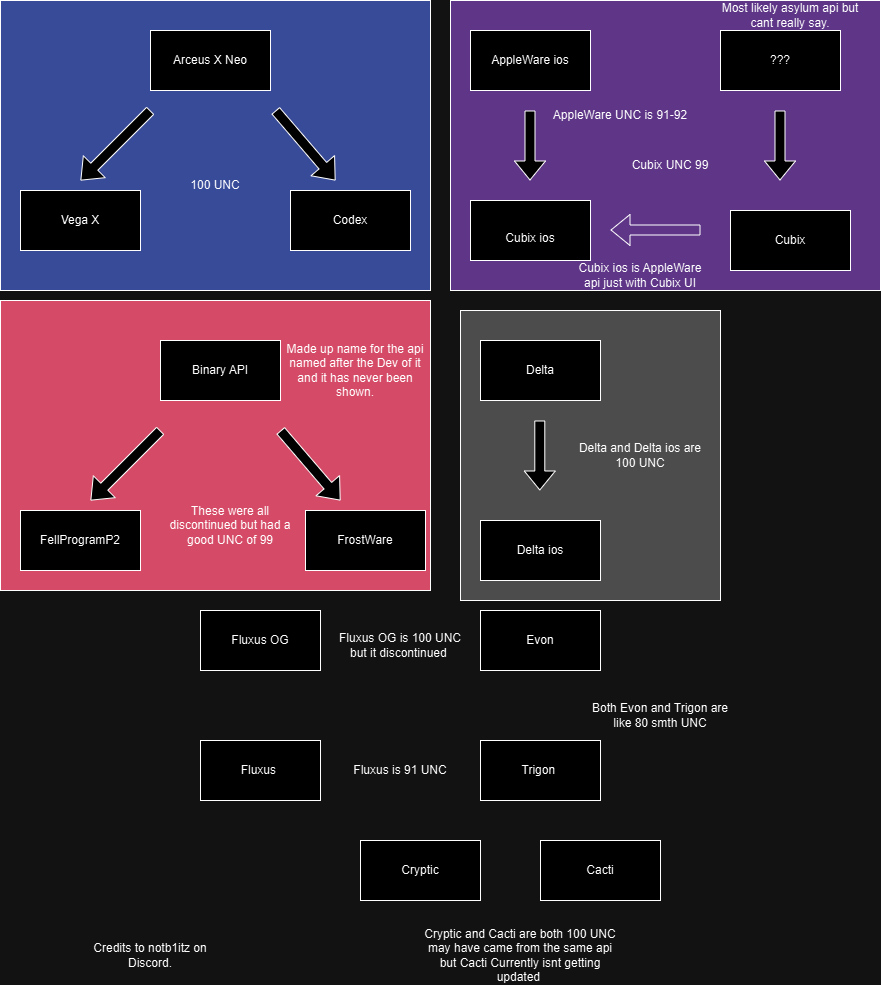 Arceus X Neo
100 UNC
Vega X
Codex
Most likely asylum api but
cant really say.
AppleWare ios
???
AppleWare UNC is 91-92
Cubix UNC 99
Cubix ios
Cubix
Cubix ios is AppleWare
api just with Cubix UI
Binary API
Made up name for the api
named after the Dev of it
and it has never been
shown.
These were all
discontinued but had a
good UNC of 99
FellProgramP2
FrostWare
Delta
Delta and Delta ios are
100 UNC
Delta ios
Fluxus OG
Fluxus OG is 100 UNC
but it discontinued
Evon
Both Evon and Trigon are
like 80 smth UNC
Fluxus
Fluxus is 91 UNC
Trigon
Cryptic
Cacti
Credits to notb1itz on
Discord.
Cryptic and Cacti are both 100 UNC
may have came from the same api
but Cacti Currently isnt getting
updated